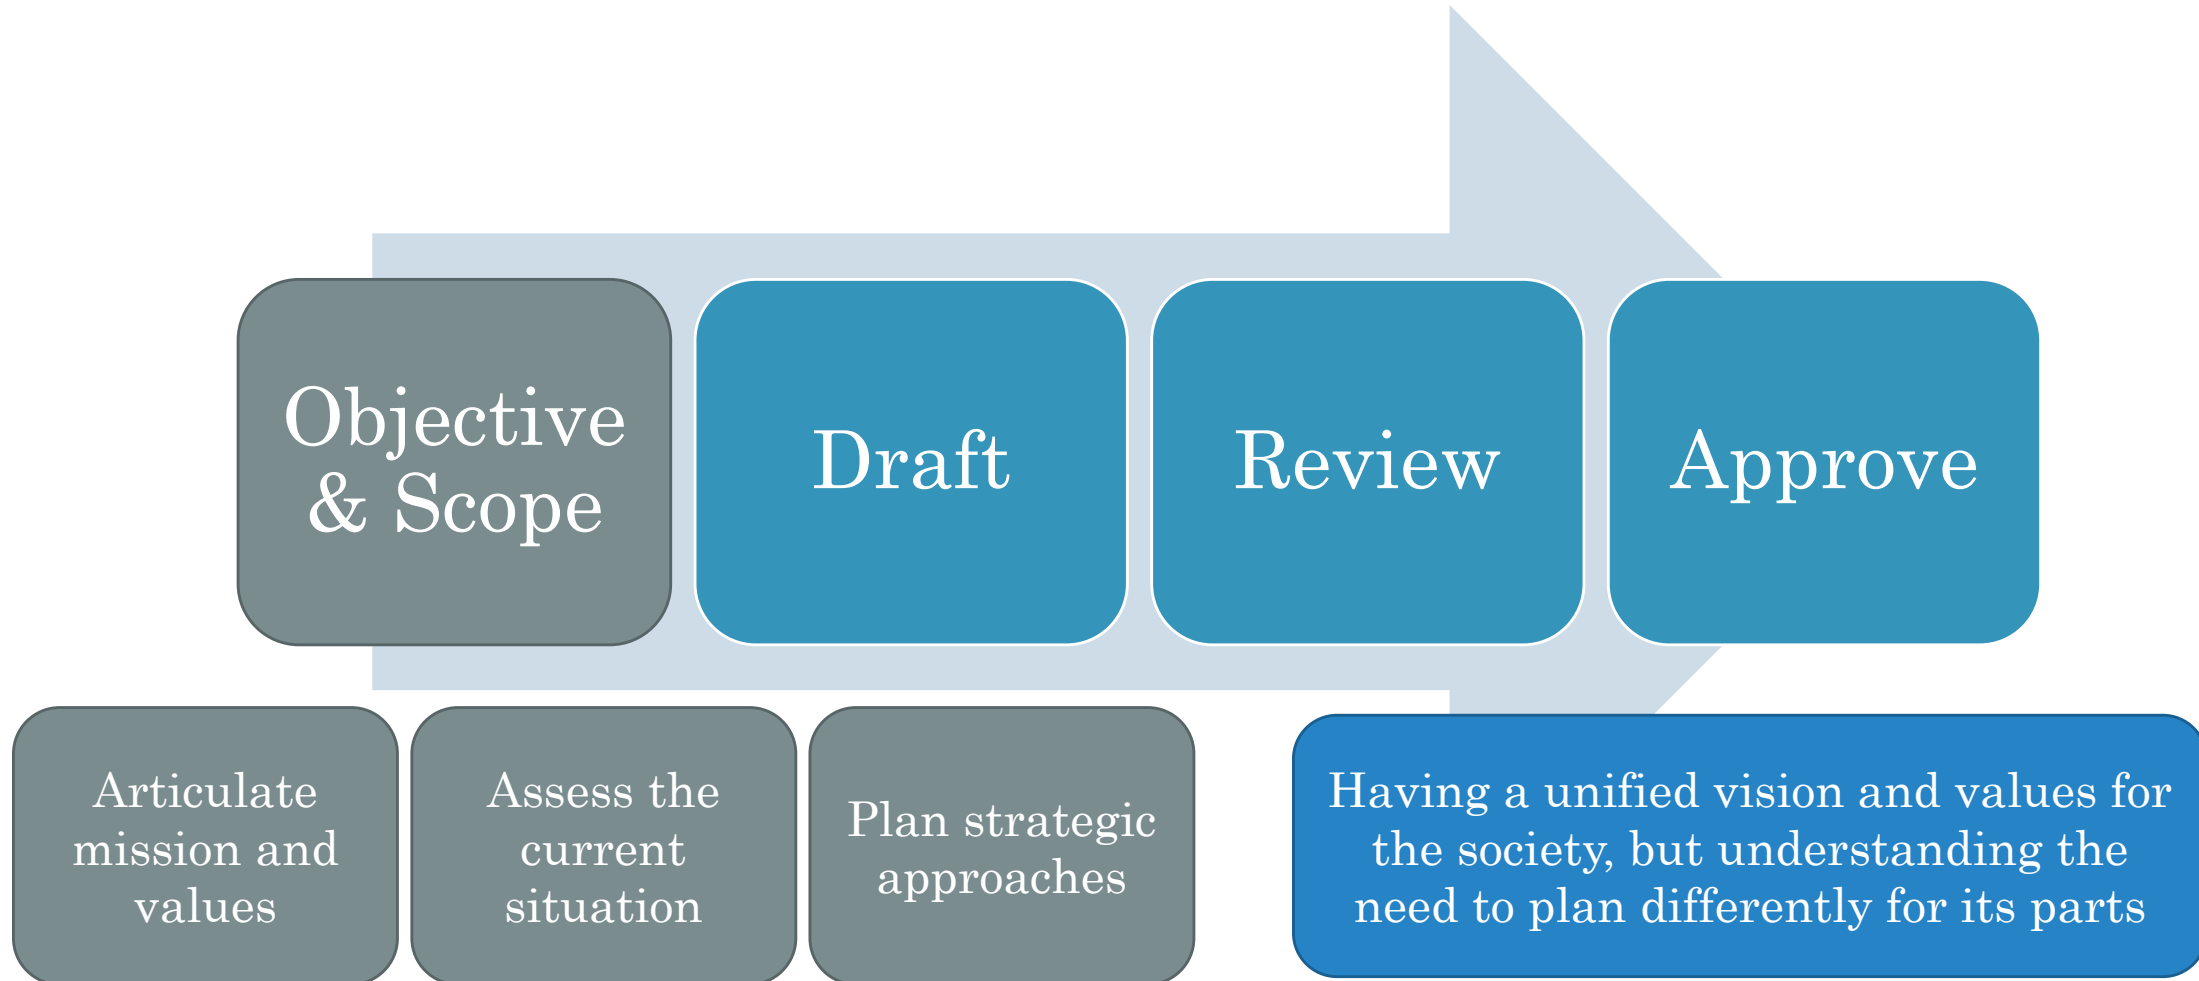 Objective
& Scope
Draft
Review
Approve
Articulate
mission and
values
Assess the
current
situation
Plan strategic
approaches
Having a unified vision and values for
the society, but understanding the
need to plan differently for its parts